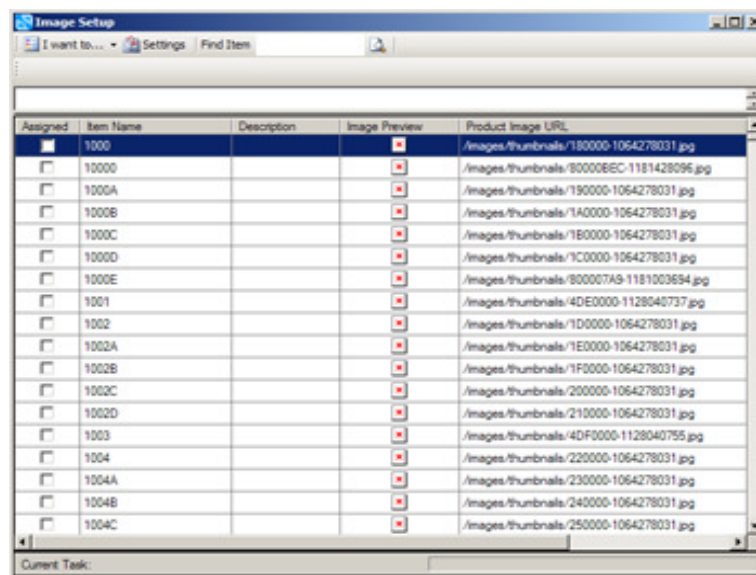 Image Setup
I want to... Settings Find Item
Assigned Item Name Description Image Preview Product Image URL
1000 /images/thumbnails/180000-1064278031.jpg
10000 /images/thumbnails/80000BEC-1181428096.jpg
1000A /images/thumbnails/190000-1064278031.jpg
1000B /images/thumbnails/1A0000-1064278031.jpg
1000C /images/thumbnails/1B0000-1064278031.jpg
1000D /images/thumbnails/1C0000-1064278031.jpg
1000E /images/thumbnails/800007A9-1181003694.jpg
1001 /images/thumbnails/4DE0000-1128040737.jpg
1002 /images/thumbnails/1D0000-1064278031.jpg
1002A /images/thumbnails/1E0000-1064278031.jpg
1002B /images/thumbnails/1F0000-1064278031.jpg
1002C /images/thumbnails/200000-1064278031.jpg
1002D /images/thumbnails/210000-1064278031.jpg
1003 /images/thumbnails/4DF0000-1128040755.jpg
1004 /images/thumbnails/220000-1064278031.jpg
1004A /images/thumbnails/230000-1064278031.jpg
1004B /images/thumbnails/240000-1064278031.jpg
1004C /images/thumbnails/250000-1064278031.jpg
Current Task: